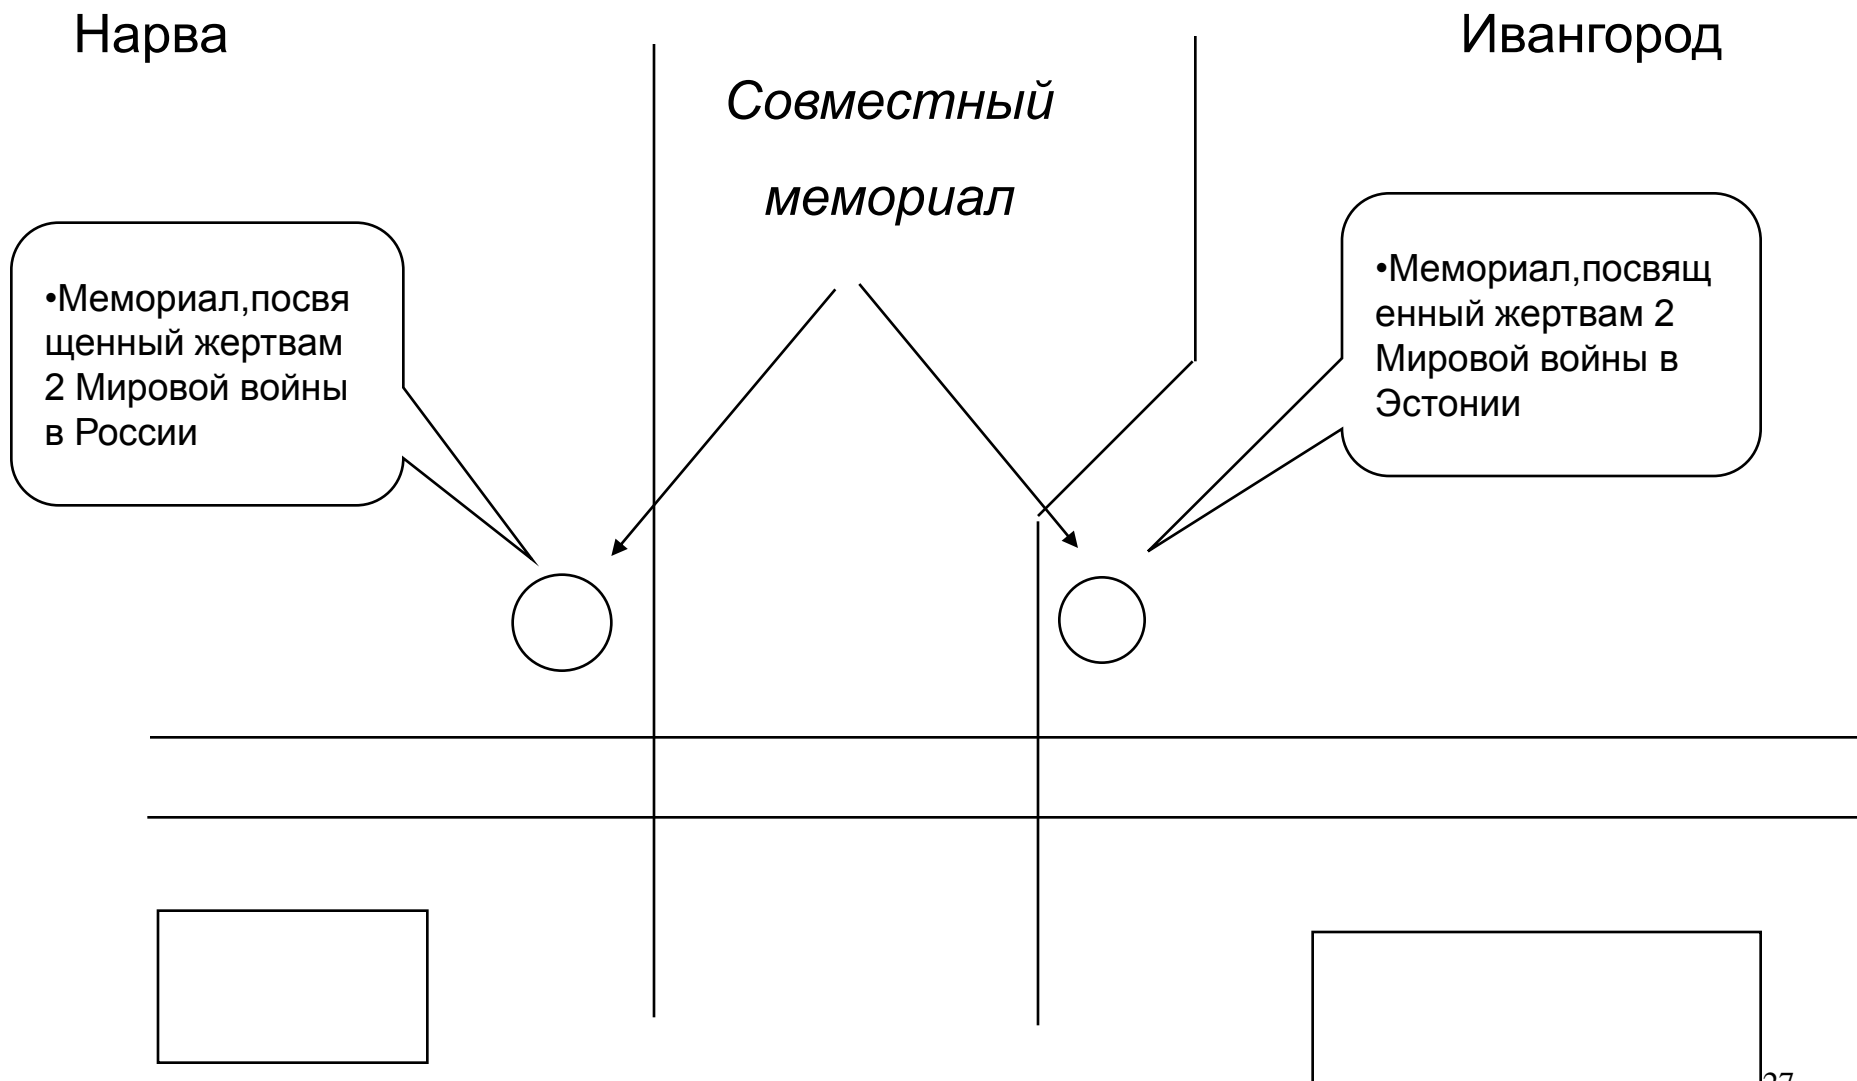 Нарва
Ивангород
Совместный
мемориал
•Мемориал,посвя
щенный жертвам
2 Мировой войны
в России
•Мемориал,посвящ
енный жертвам 2
Мировой войны в
Эстонии
27